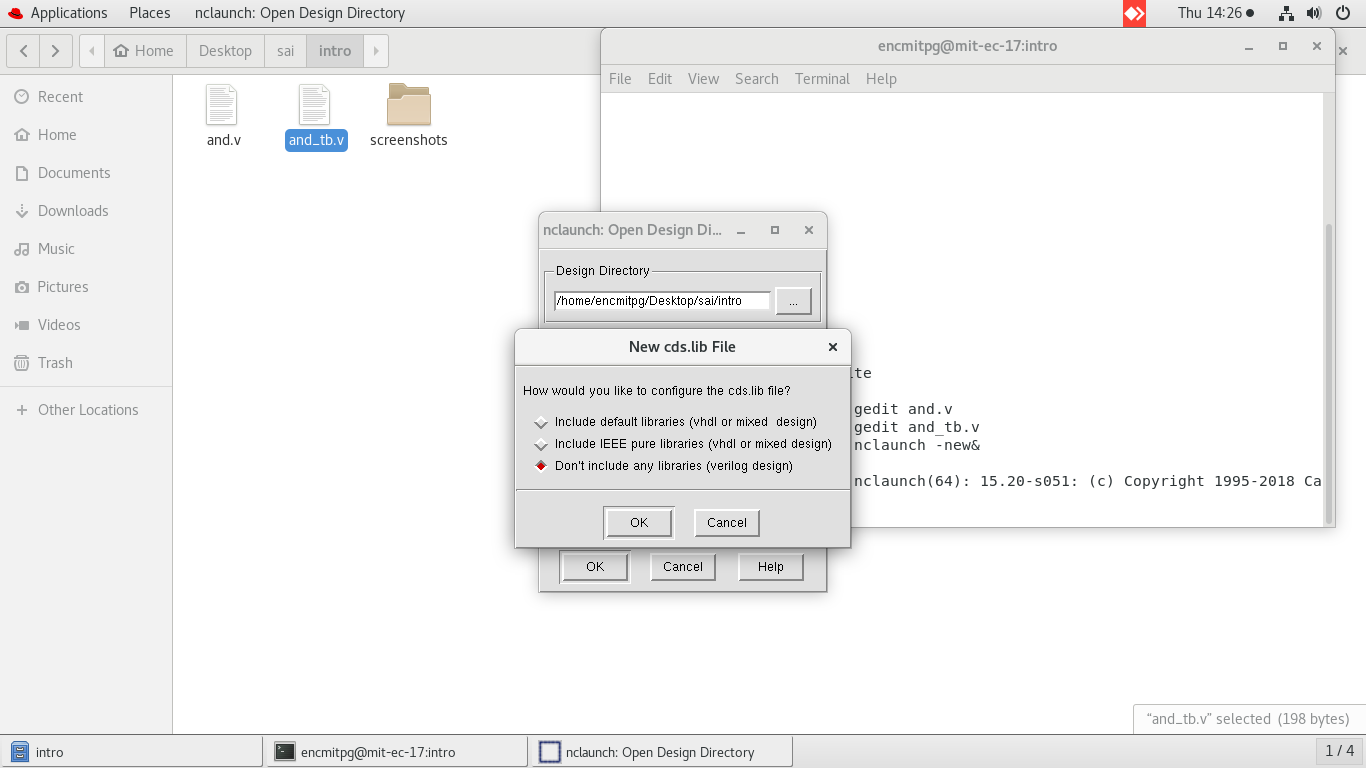 Applications Places nclaunch: Open Design Directory Thu 14:26
Home Desktop sai intro
Recent
Home
Documents
Downloads
Music
Pictures
Videos
Trash
Other Locations
and.v and_tb.v screenshots
encmitpg@mit-ec-17:intro
File Edit View Search Terminal Help
gedit and.v
gedit and_tb.v
nclaunch -new&
nclaunch(64): 15.20-s051: (c) Copyright 1995-2018 Ca
nclaunch: Open Design Di...
Design Directory
/home/encmitpg/Desktop/sai/intro ...
New cds.lib File
How would you like to configure the cds.lib file?
Include default libraries (vhdl or mixed design)
Include IEEE pure libraries (vhdl or mixed design)
Don't include any libraries (verilog design)
OK Cancel
OK Cancel Help
"and_tb.v" selected (198 bytes)
intro encmitpg@mit-ec-17:intro nclaunch: Open Design Directory 1 / 4